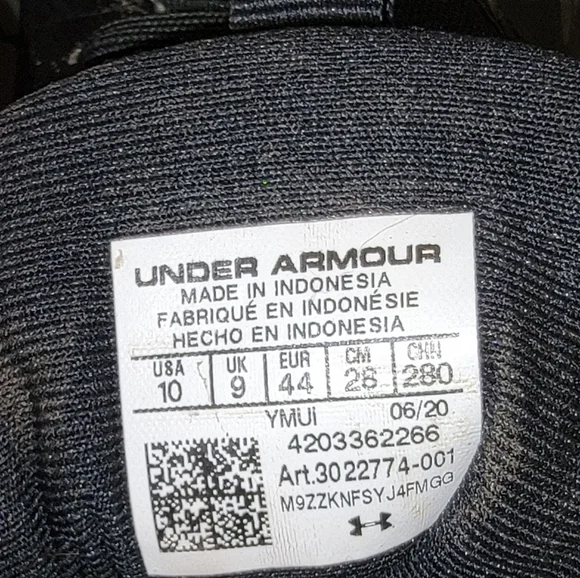 UNDER ARMOUR
MADE IN INDONESIA
FABRIQUÉ EN INDONÉSIE
HECHO EN INDONESIA
USA UK EUR CM CHN
10 9 44 28 280
YMUI 06/20
4203362266
Art.3022774-001
M9ZZKNFSYJ4FMGG